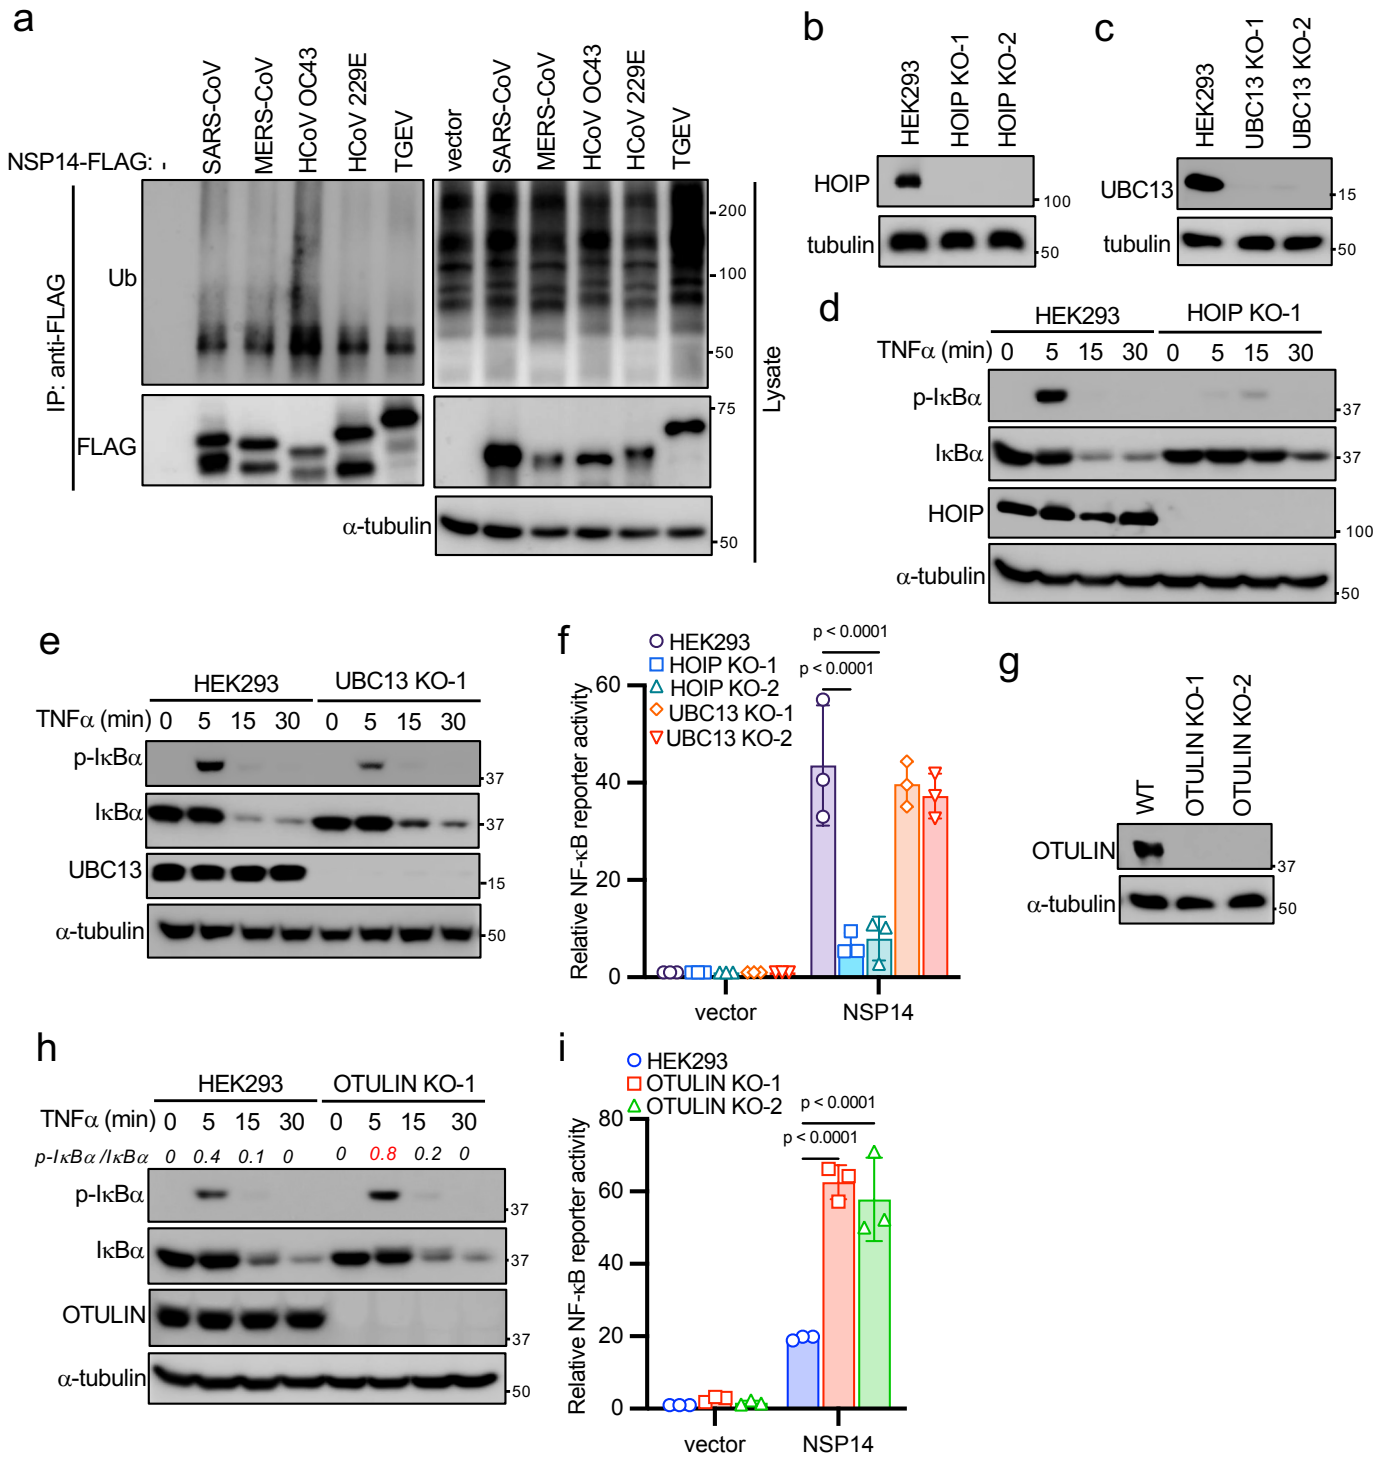 a
NSP14-FLAG: -
SARS-CoV
MERS-CoV
HCoV OC43
HCoV 229E
TGEV
vector
SARS-CoV
MERS-CoV
HCoV OC43
HCoV 229E
TGEV
IP: anti-FLAG
Ub
FLAG
α-tubulin
200
100
50
75
50
Lysate
b
HEK293
HOIP KO-1
HOIP KO-2
HOIP
100
tubulin
50
c
HEK293
UBC13 KO-1
UBC13 KO-2
UBC13
15
tubulin
50
d
HEK293 HOIP KO-1
TNFα (min) 0 5 15 30 0 5 15 30
p-IκBα
37
IκBα
37
HOIP
100
α-tubulin
50
e
HEK293 UBC13 KO-1
TNFα (min) 0 5 15 30 0 5 15 30
p-IκBα
37
IκBα
37
UBC13
15
α-tubulin
50
f
HEK293
HOIP KO-1
HOIP KO-2
UBC13 KO-1
UBC13 KO-2
p < 0.0001
p < 0.0001
Relative NF-κB reporter activity
60
40
20
0
vector NSP14
g
WT
OTULIN KO-1
OTULIN KO-2
OTULIN
37
α-tubulin
50
h
HEK293 OTULIN KO-1
TNFα (min) 0 5 15 30 0 5 15 30
p-IκBα/IκBα 0 0.4 0.1 0 0 0.8 0.2 0
p-IκBα
37
IκBα
37
OTULIN
37
α-tubulin
50
i
HEK293
OTULIN KO-1
OTULIN KO-2
p < 0.0001
p < 0.0001
Relative NF-κB reporter activity
80
60
40
20
0
vector NSP14